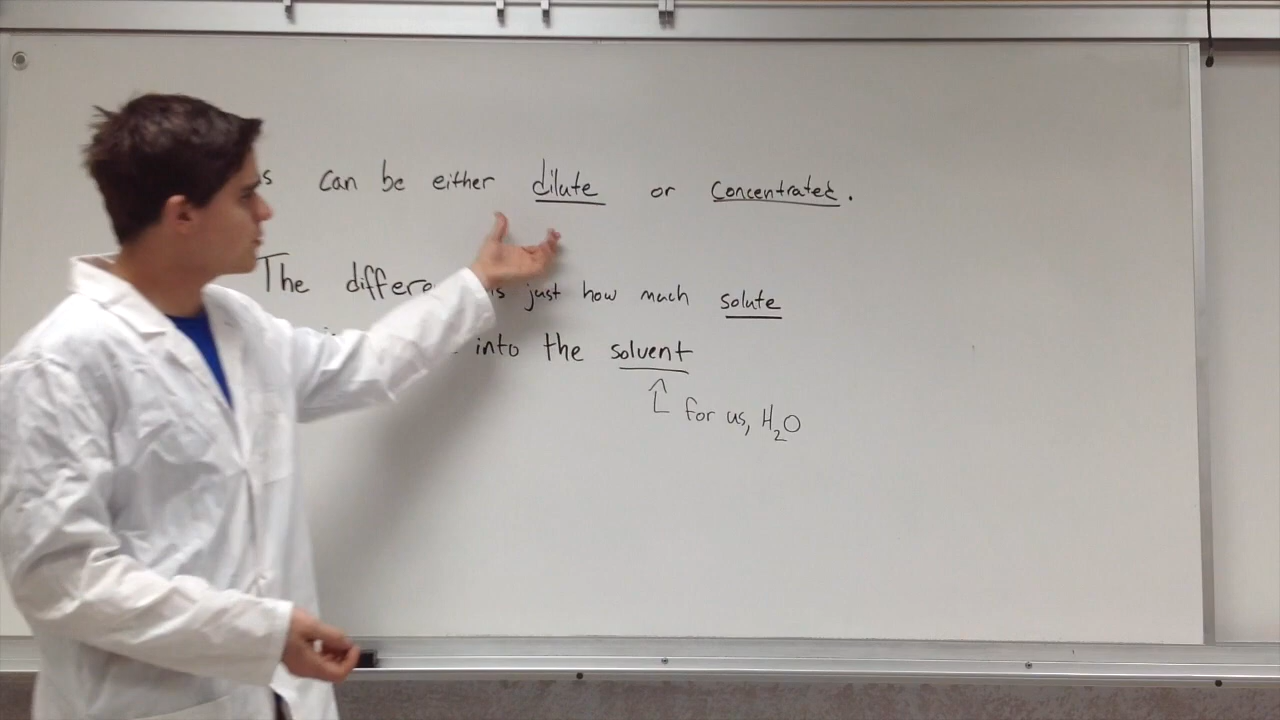 s can be either dilute or concentrated.
The differe is just how much solute
into the solvent
for us, H₂O